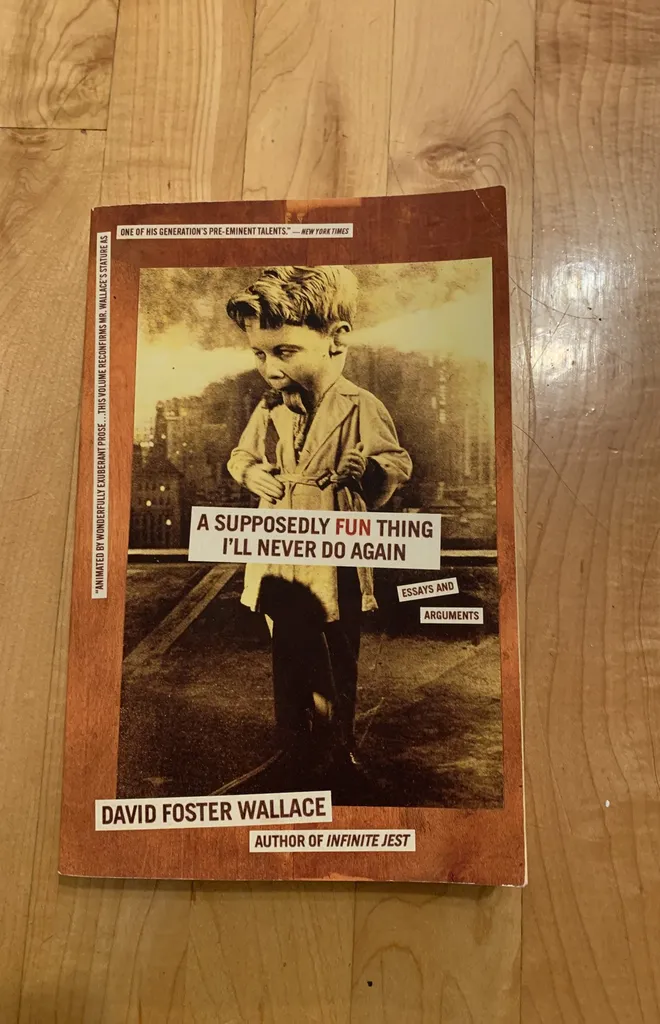 "ANIMATED BY WONDERFULLY EXUBERANT PROSE...THIS VOLUME RECONFIRMS MR. WALLACE'S STATURE AS
ONE OF HIS GENERATION'S PRE-EMINENT TALENTS." — NEW YORK TIMES
A SUPPOSEDLY FUN THING
I'LL NEVER DO AGAIN
ESSAYS AND
ARGUMENTS
DAVID FOSTER WALLACE
AUTHOR OF INFINITE JEST